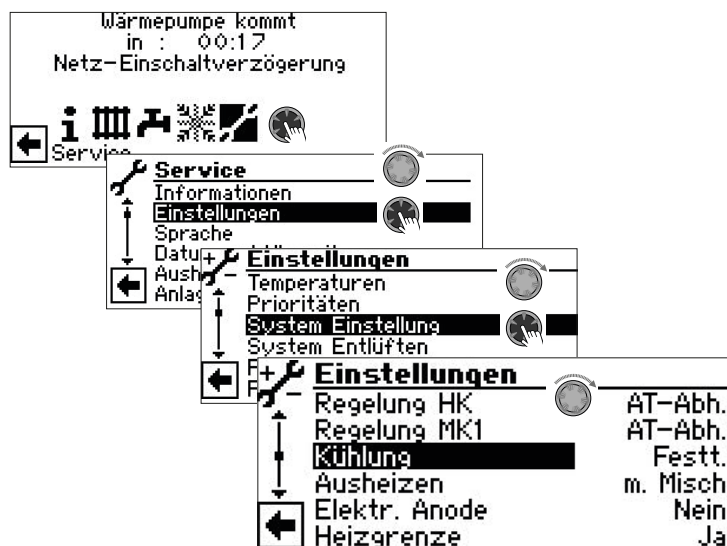 Wärmepumpe kommt
in : 00:17
Netz-Einschaltverzögerung
Service
Service
Informationen
Einstellungen
Sprache
Einstellungen
Temperaturen
Prioritäten
System Einstellung
System Entlüften
Einstellungen
Regelung HK AT-Abh.
Regelung MK1 AT-Abh.
Kühlung Festt.
Ausheizen m. Misch
Elektr. Anode Nein
Heizgrenze Ja